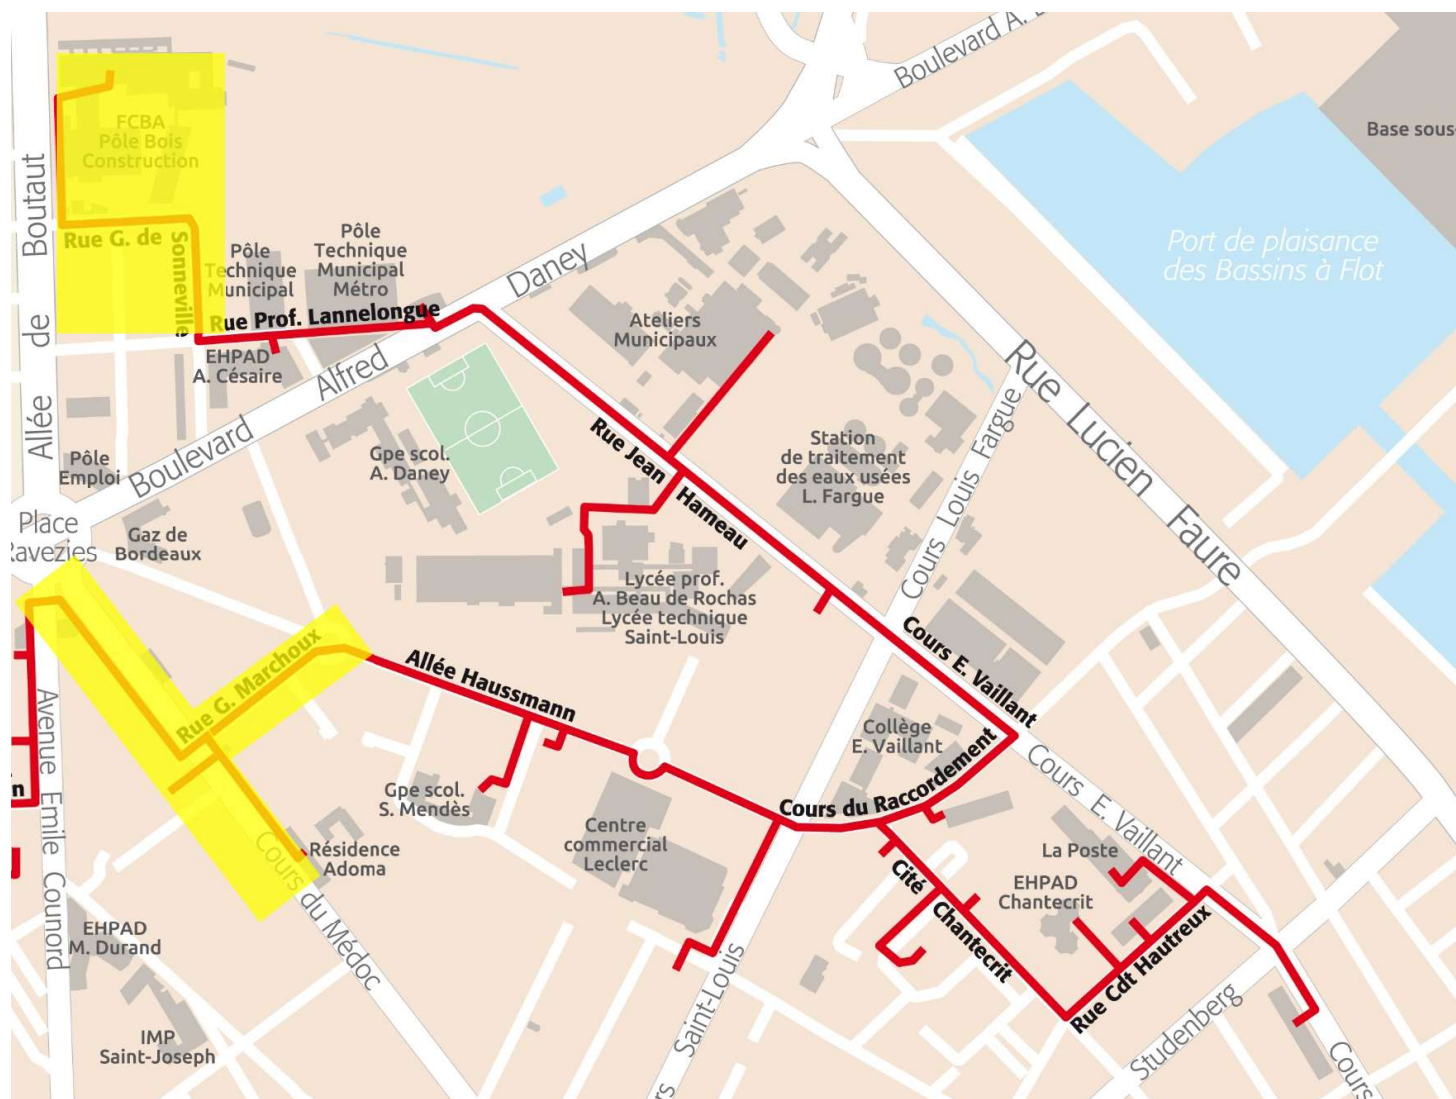 Boulevard A.
Base sous-
FCBA
Pôle Bois
Construction
Allée de Boutaut
Rue G. de
Sonneville
Pôle
Technique
Municipal
Pôle
Technique
Municipal
Métro
Port de plaisance
des Bassins à Flot
Rue Prof. Lannelongue
Boulevard Alfred Daney
Ateliers
Municipaux
EHPAD
A. Césaire
Rue Lucien Faure
Gpe scol.
A. Daney
Rue Jean Hameau
Station
de traitement
des eaux usées
L. Fargue
Cours Louis Fargue
Pôle
Emploi
Place
Ravezies
Gaz de
Bordeaux
Lycée prof.
A. Beau de Rochas
Lycée technique
Saint-Louis
Cours E. Vaillant
Rue G. Marchoux
Allée Haussmann
Avenue Emile Counord
Collège
E. Vaillant
Cours E. Vaillant
n
Gpe scol.
S. Mendès
Cours du Raccordement
Centre
commercial
Leclerc
Résidence
Adoma
Cours du Médoc
La Poste
EHPAD
Chantecrit
Cité Chantecrit
Rue Cdt Hautreux
EHPAD
M. Durand
IMP
Saint-Joseph
rs Saint-Louis
Studenberg
Cours